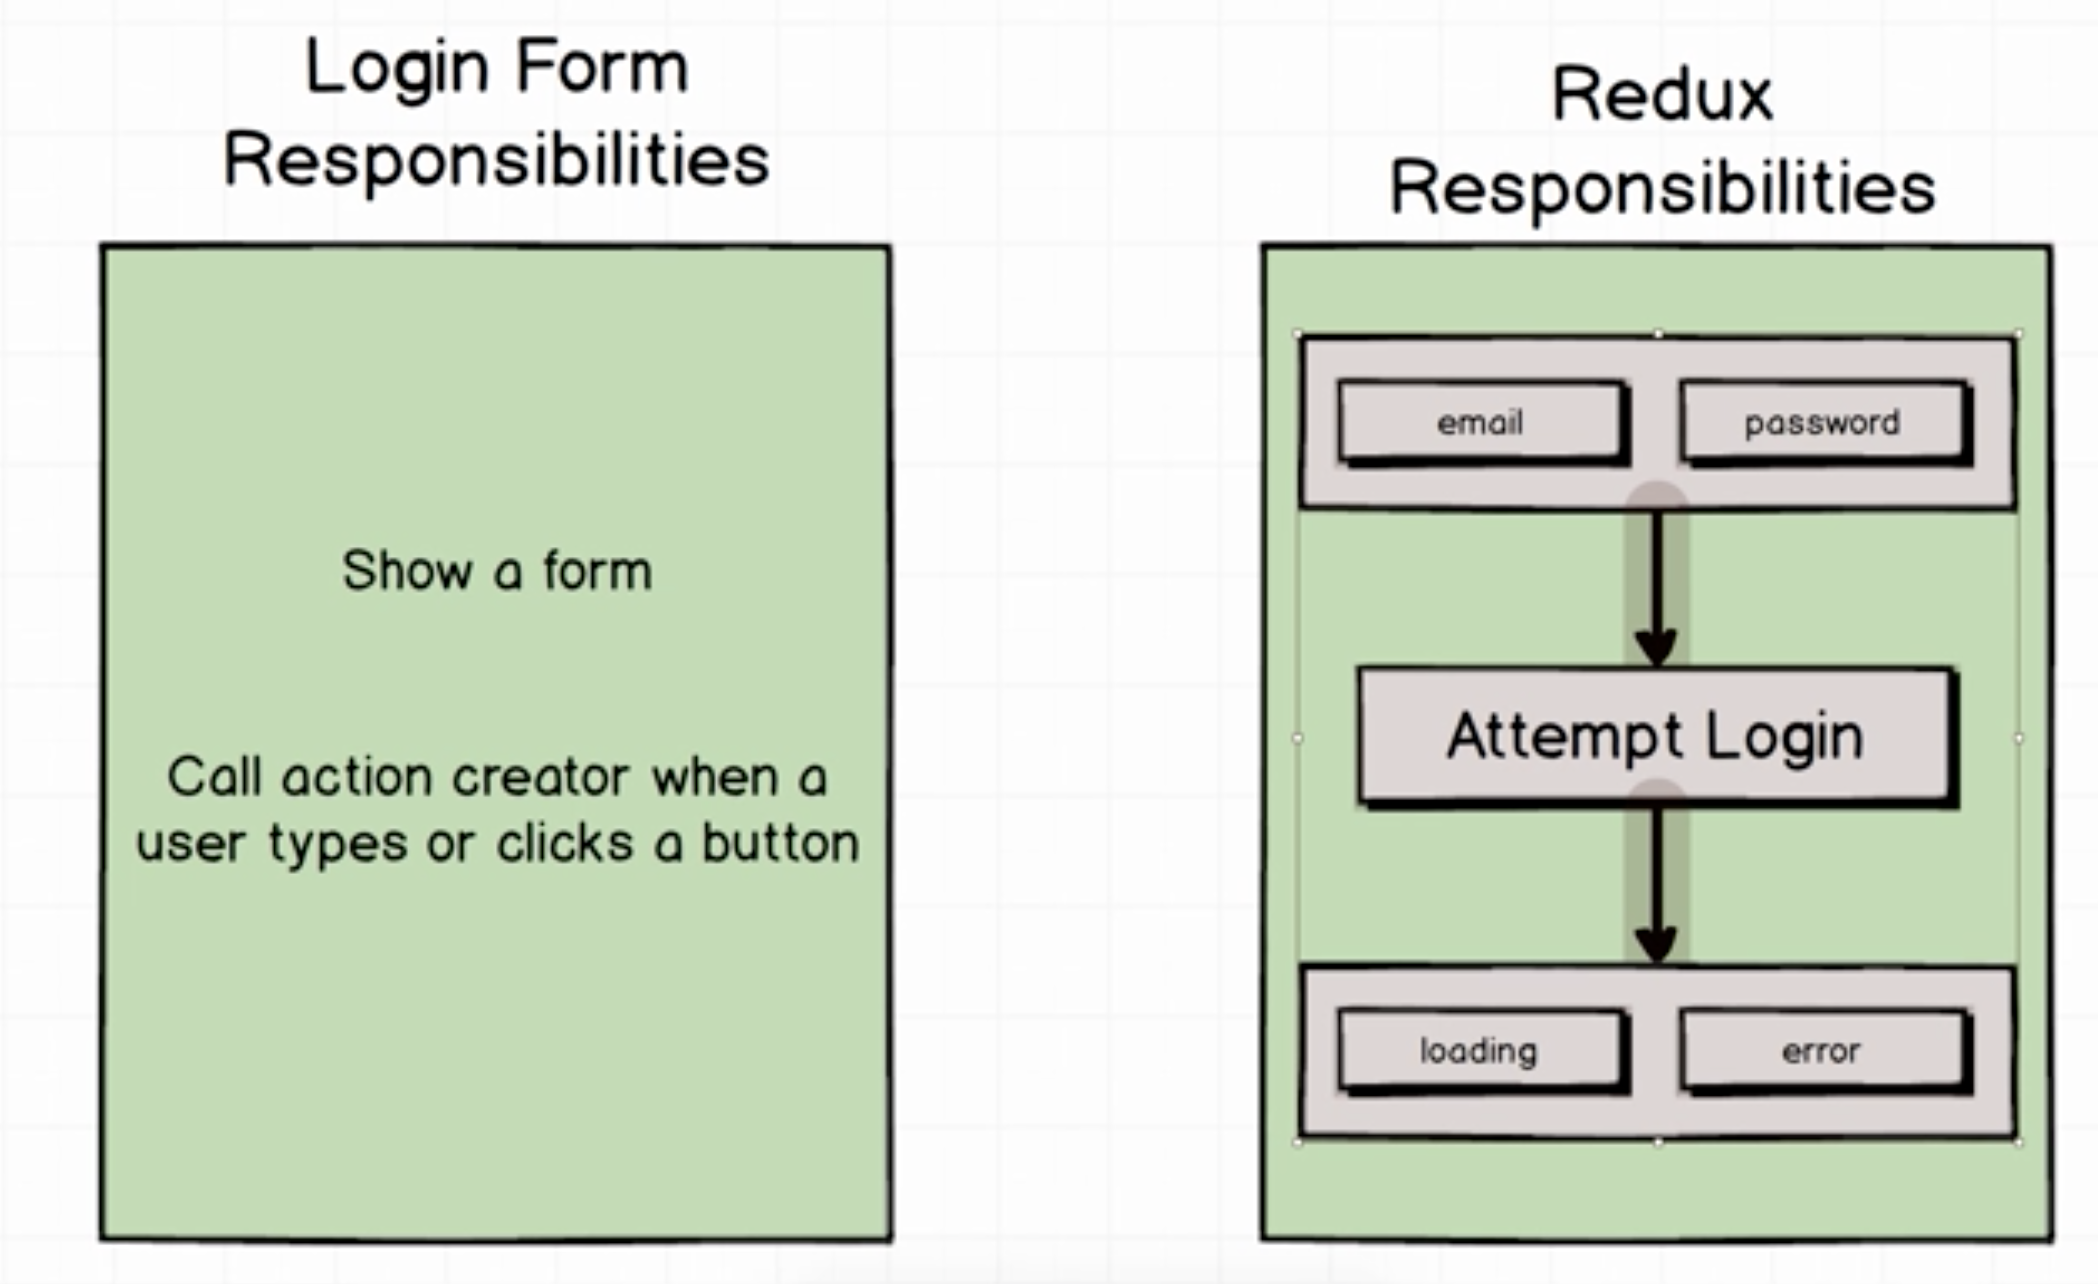 Login Form
Responsibilities
Show a form
Call action creator when a
user types or clicks a button
Redux
Responsibilities
email
password
Attempt Login
loading
error